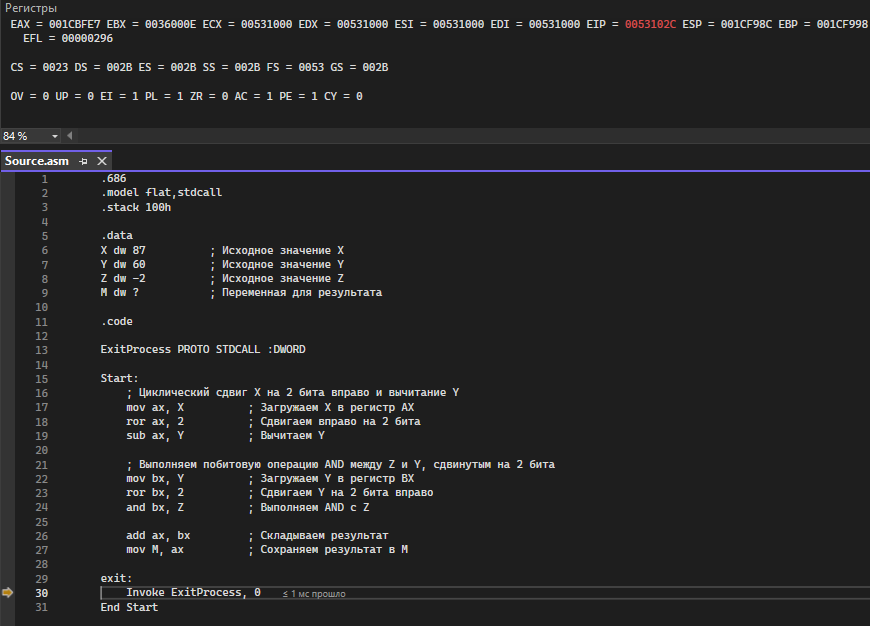 Регистры
EAX = 001CBFE7 EBX = 0036000E ECX = 00531000 EDX = 00531000 ESI = 00531000 EDI = 00531000 EIP = 0053102C ESP = 001CF98C EBP = 001CF998
EFL = 00000296
CS = 0023 DS = 002B ES = 002B SS = 002B FS = 0053 GS = 002B
OV = 0 UP = 0 EI = 1 PL = 1 ZR = 0 AC = 1 PE = 1 CY = 0
84 %
Source.asm
1 .686
2 .model flat,stdcall
3 .stack 100h
4
5 .data
6 X dw 87 ; Исходное значение X
7 Y dw 60 ; Исходное значение Y
8 Z dw -2 ; Исходное значение Z
9 M dw ? ; Переменная для результата
10
11 .code
12
13 ExitProcess PROTO STDCALL :DWORD
14
15 Start:
16 ; Циклический сдвиг X на 2 бита вправо и вычитание Y
17 mov ax, X ; Загружаем X в регистр AX
18 ror ax, 2 ; Сдвигаем вправо на 2 бита
19 sub ax, Y ; Вычитаем Y
20
21 ; Выполняем побитовую операцию AND между Z и Y, сдвинутым на 2 бита
22 mov bx, Y ; Загружаем Y в регистр BX
23 ror bx, 2 ; Сдвигаем Y на 2 бита вправо
24 and bx, Z ; Выполняем AND с Z
25
26 add ax, bx ; Складываем результат
27 mov M, ax ; Сохраняем результат в M
28
29 exit:
30 Invoke ExitProcess, 0 ≤ 1 мс прошло
31 End Start